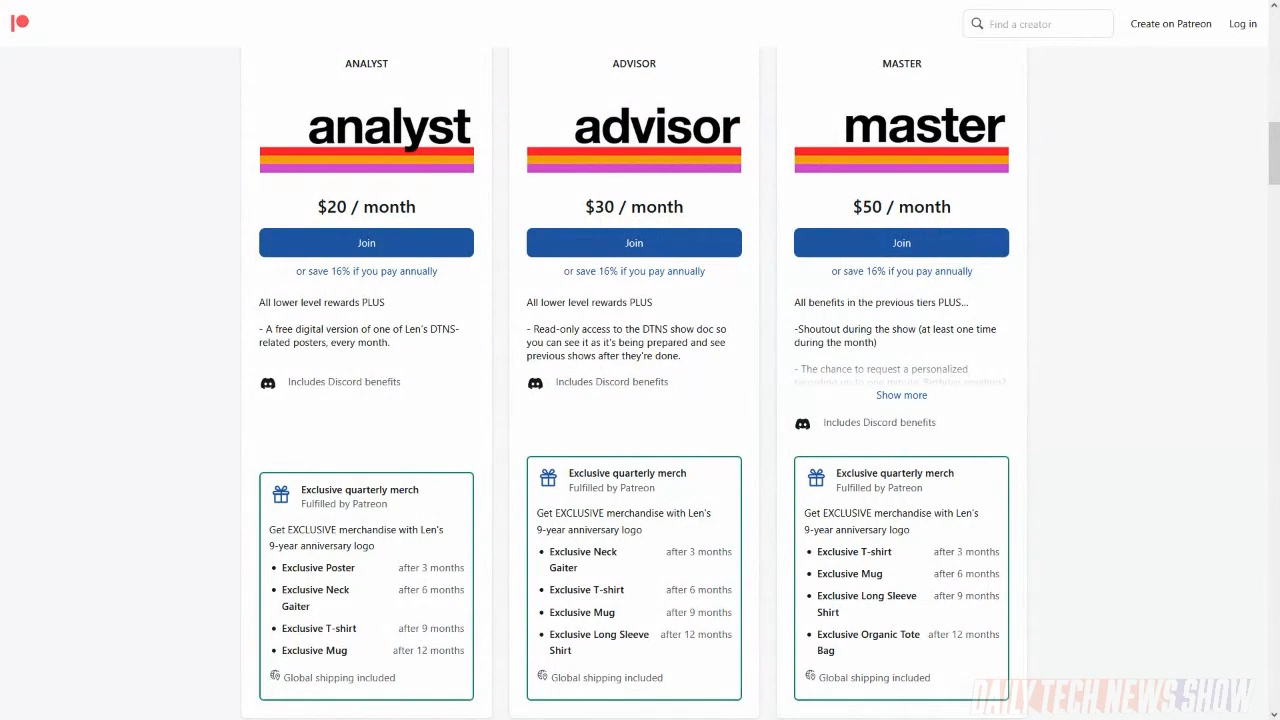 Find a creator
Create on Patreon
Log in
ANALYST
analyst
$20 / month
Join
or save 16% if you pay annually
All lower level rewards PLUS
- A free digital version of one of Len's DTNS-
related posters, every month.
Includes Discord benefits
Exclusive quarterly merch
Fulfilled by Patreon
Get EXCLUSIVE merchandise with Len's
9-year anniversary logo
• Exclusive Poster after 3 months
• Exclusive Neck after 6 months
Gaiter
• Exclusive T-shirt after 9 months
• Exclusive Mug after 12 months
Global shipping included
ADVISOR
advisor
$30 / month
Join
or save 16% if you pay annually
All lower level rewards PLUS
- Read-only access to the DTNS show doc so
you can see it as it's being prepared and see
previous shows after they're done.
Includes Discord benefits
Exclusive quarterly merch
Fulfilled by Patreon
Get EXCLUSIVE merchandise with Len's
9-year anniversary logo
• Exclusive Neck after 3 months
Gaiter
• Exclusive T-shirt after 6 months
• Exclusive Mug after 9 months
• Exclusive Long Sleeve after 12 months
Shirt
Global shipping included
MASTER
master
$50 / month
Join
or save 16% if you pay annually
All benefits in the previous tiers PLUS...
-Shoutout during the show (at least one time
during the month)
- The chance to request a personalized
recording up to one minute. Birthday greeting?
Show more
Includes Discord benefits
Exclusive quarterly merch
Fulfilled by Patreon
Get EXCLUSIVE merchandise with Len's
9-year anniversary logo
• Exclusive T-shirt after 3 months
• Exclusive Mug after 6 months
• Exclusive Long Sleeve after 9 months
Shirt
• Exclusive Organic Tote after 12 months
Bag
Global shipping included
DAILY TECH NEWS SHOW